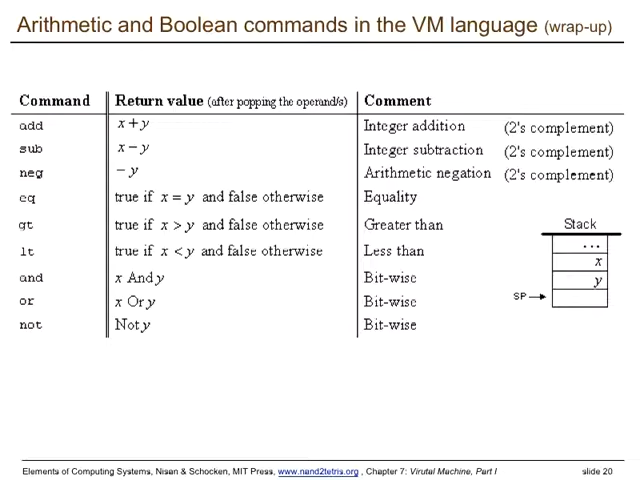 Arithmetic and Boolean commands in the VM language (wrap-up)
Command Return value (after popping the operand/s) Comment
add x + y Integer addition (2's complement)
sub x − y Integer subtraction (2's complement)
neg − y Arithmetic negation (2's complement)
eq true if x = y and false otherwise Equality
gt true if x > y and false otherwise Greater than
Stack
lt true if x < y and false otherwise Less than
...
x
and x And y Bit-wise
y
or x Or y Bit-wise
SP
not Not y Bit-wise
Elements of Computing Systems, Nisan & Schocken, MIT Press, www.nand2tetris.org , Chapter 7: Virutal Machine, Part I slide 20